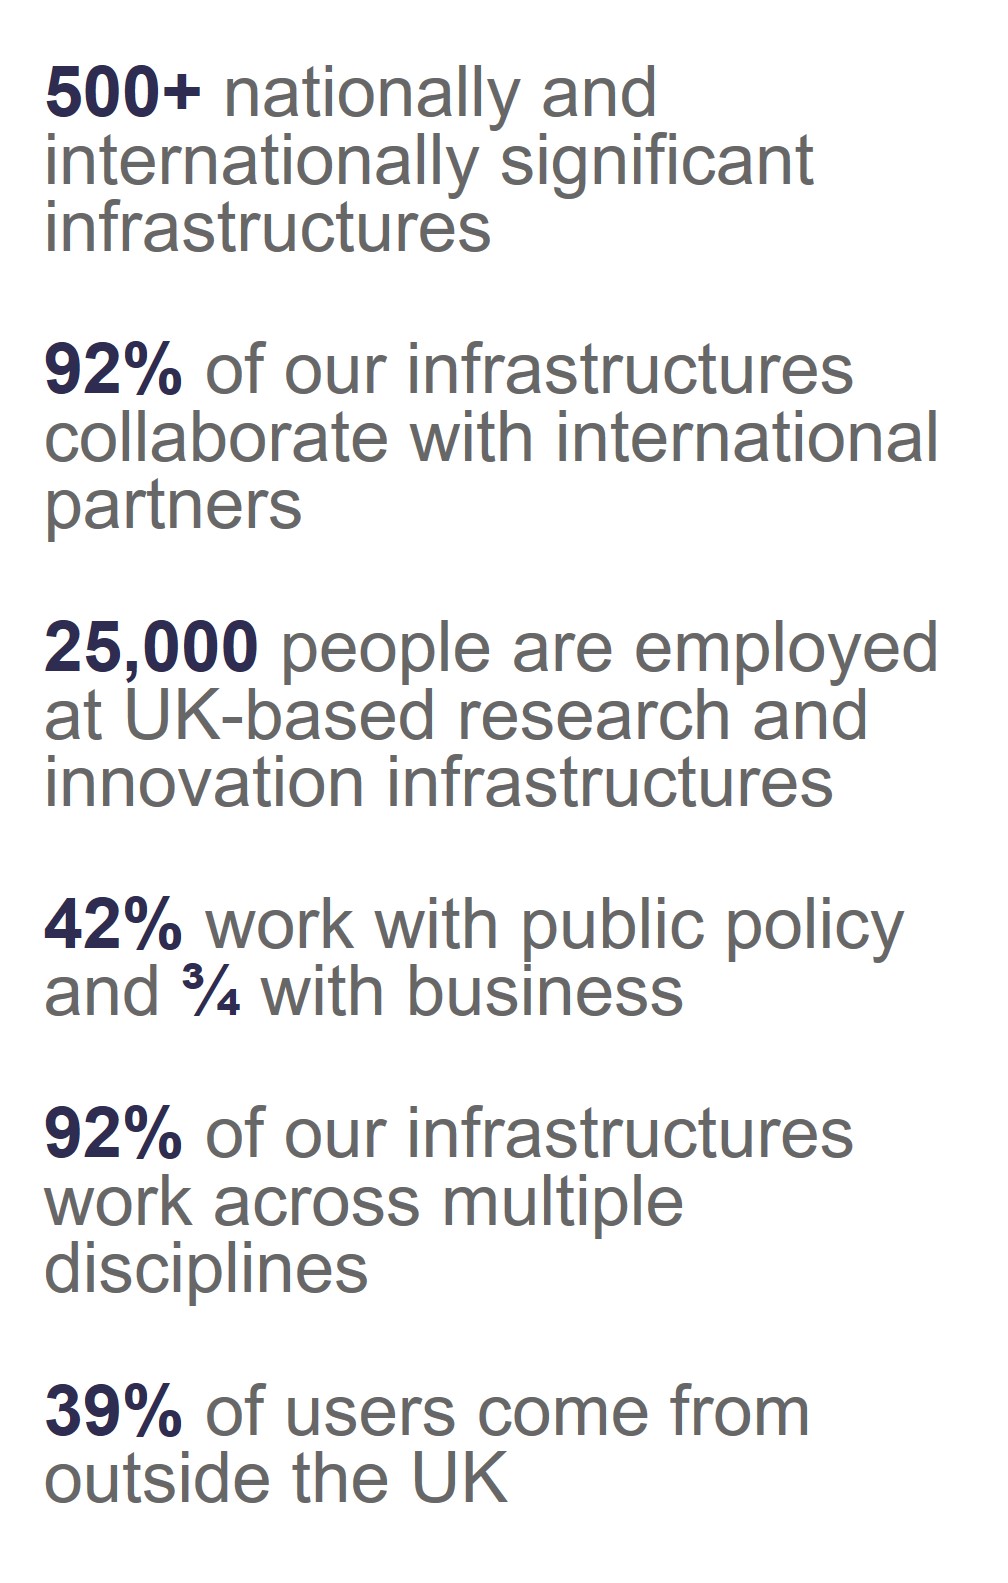 500+ nationally and
internationally significant
infrastructures
92% of our infrastructures
collaborate with international
partners
25,000 people are employed
at UK-based research and
innovation infrastructures
42% work with public policy
and ¾ with business
92% of our infrastructures
work across multiple
disciplines
39% of users come from
outside the UK